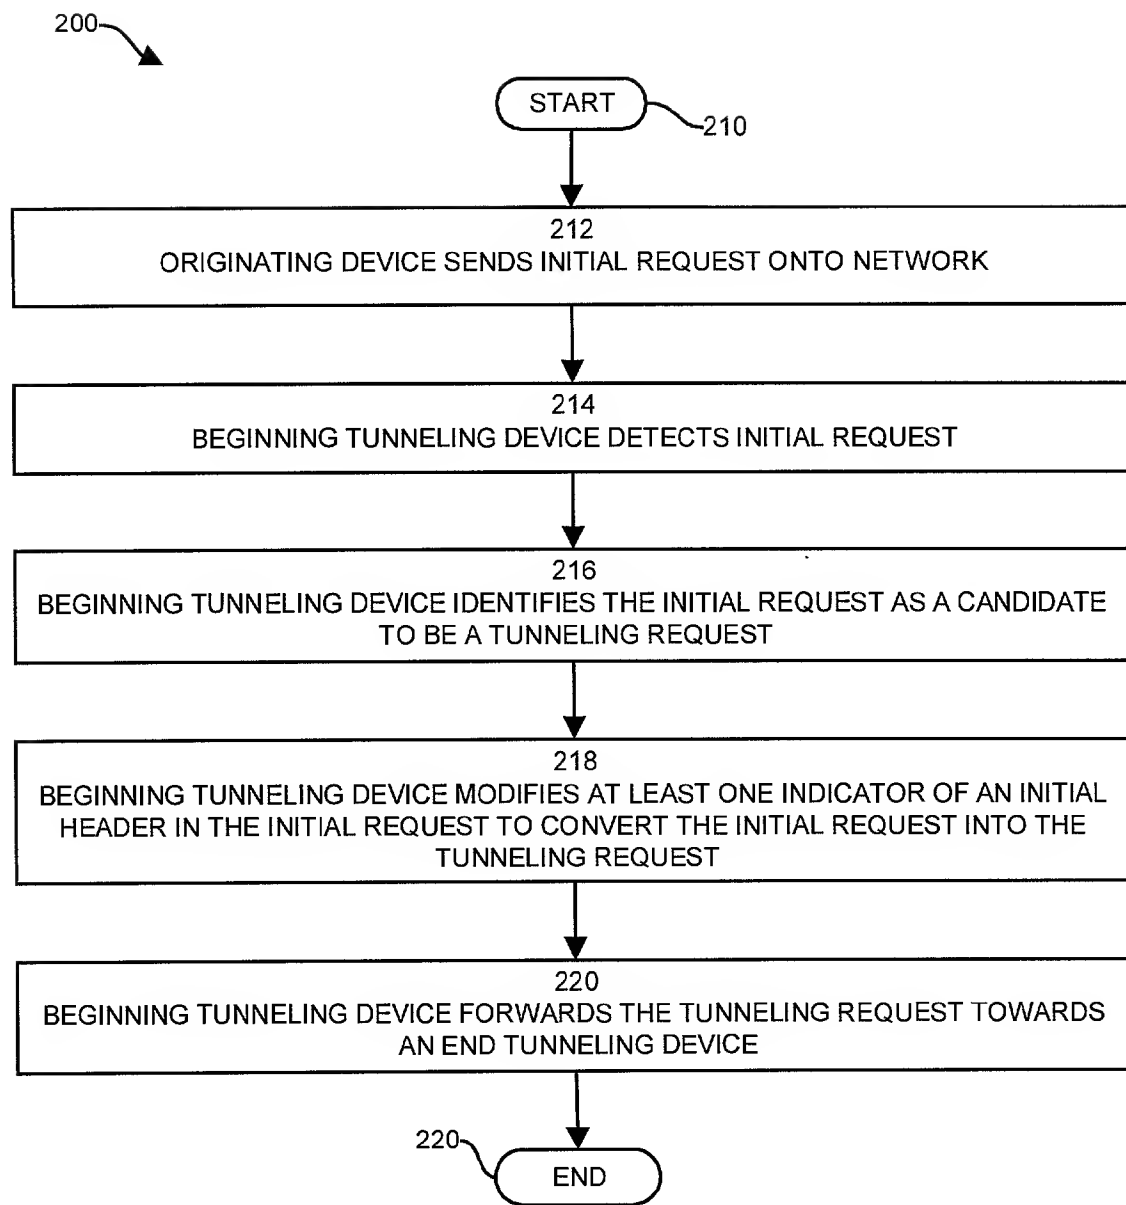 200
START
210
212
ORIGINATING DEVICE SENDS INITIAL REQUEST ONTO NETWORK
214
BEGINNING TUNNELING DEVICE DETECTS INITIAL REQUEST
216
BEGINNING TUNNELING DEVICE IDENTIFIES THE INITIAL REQUEST AS A CANDIDATE
TO BE A TUNNELING REQUEST
218
BEGINNING TUNNELING DEVICE MODIFIES AT LEAST ONE INDICATOR OF AN INITIAL
HEADER IN THE INITIAL REQUEST TO CONVERT THE INITIAL REQUEST INTO THE
TUNNELING REQUEST
220
BEGINNING TUNNELING DEVICE FORWARDS THE TUNNELING REQUEST TOWARDS
AN END TUNNELING DEVICE
220
END